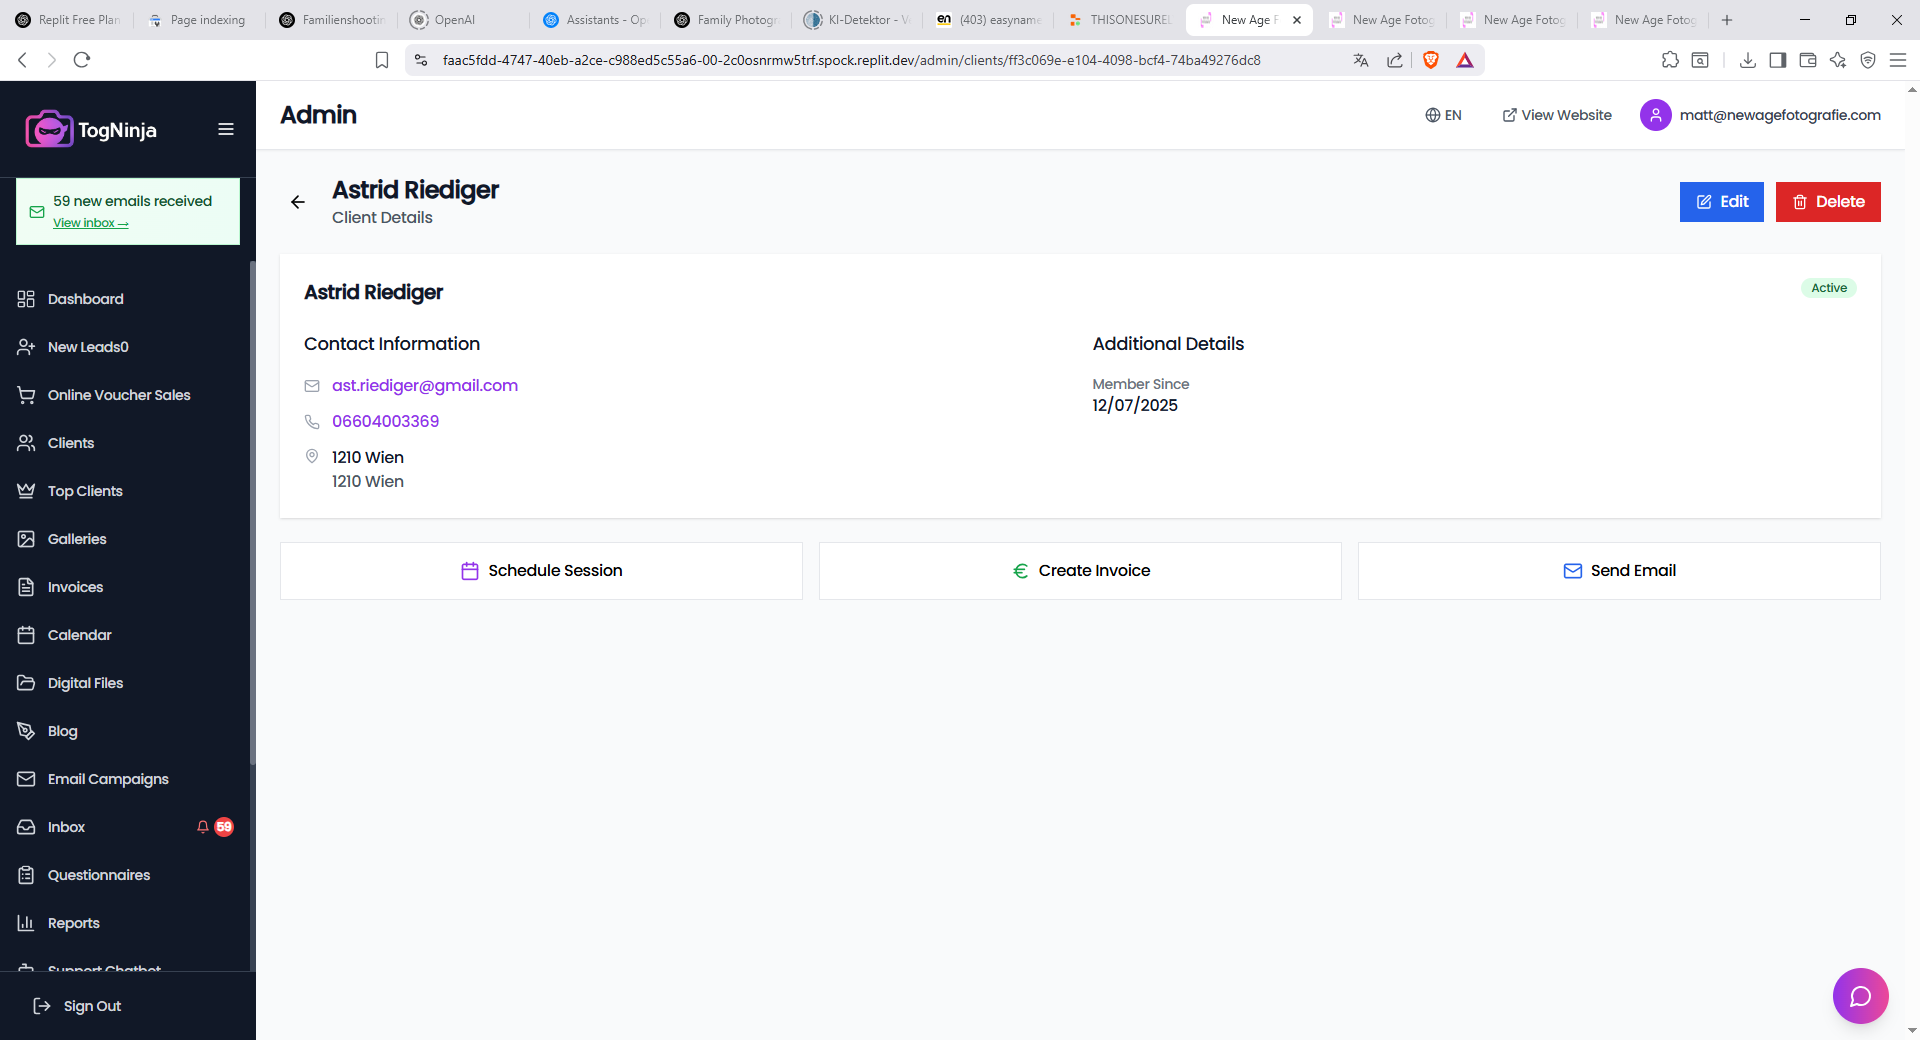 Replit Free Plan
Page indexing
Familienshootin
OpenAI
Assistants - Op
Family Photogr
KI-Detektor - V
(403) easyname
THISONESUREL
New Age F
New Age Fotog
New Age Fotog
New Age Fotog
faac5fdd-4747-40eb-a2ce-c988ed5c55a6-00-2c0osnrmw5trf.spock.replit.dev/admin/clients/ff3c069e-e104-4098-bcf4-74ba49276dc8
TogNinja
59 new emails received
View inbox →
Dashboard
New Leads0
Online Voucher Sales
Clients
Top Clients
Galleries
Invoices
Calendar
Digital Files
Blog
Email Campaigns
Inbox
59
Questionnaires
Reports
Support Chatbot
Sign Out
Admin
EN
View Website
matt@newagefotografie.com
Astrid Riediger
Client Details
Edit
Delete
Astrid Riediger
Active
Contact Information
ast.riediger@gmail.com
06604003369
1210 Wien
1210 Wien
Additional Details
Member Since
12/07/2025
Schedule Session
Create Invoice
Send Email